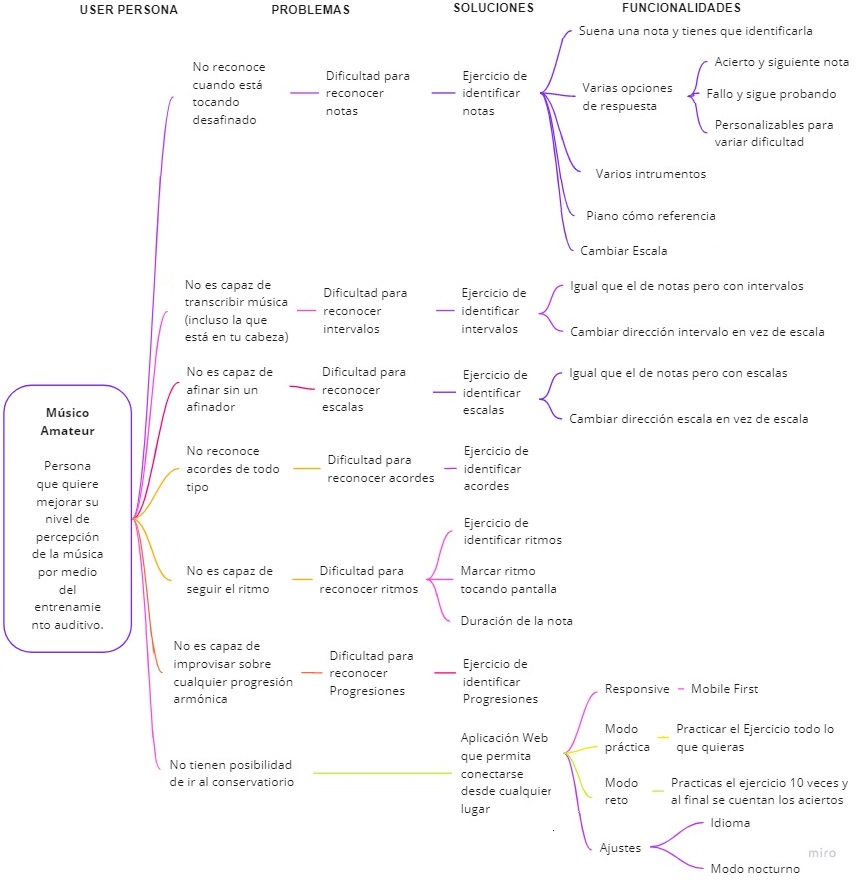 USER PERSONA
PROBLEMAS
SOLUCIONES
FUNCIONALIDADES
Músico
Amateur
Persona
que quiere
mejorar su
nivel de
percepción
de la música
por medio
del
entrenamie
nto auditivo.
No reconoce
cuando está
tocando
desafinado
Dificultad para
reconocer
notas
Ejercicio de
identificar
notas
Suena una nota y tienes que identificarla
Varias opciones
de respuesta
Acierto y siguiente nota
Fallo y sigue probando
Personalizables para
variar dificultad
Varios intrumentos
Piano cómo referencia
Cambiar Escala
No es capaz de
transcribir música
(incluso la que
está en tu cabeza)
Dificultad para
reconocer
intervalos
Ejercicio de
identificar
intervalos
Igual que el de notas pero con intervalos
Cambiar dirección intervalo en vez de escala
No es capaz de
afinar sin un
afinador
Dificultad para
reconocer
escalas
Ejercicio de
identificar
escalas
Igual que el de notas pero con escalas
Cambiar dirección escala en vez de escala
No reconoce
acordes de todo
tipo
Dificultad para
reconocer acordes
Ejercicio de
identificar
acordes
No es capaz de
seguir el ritmo
Dificultad para
reconocer ritmos
Ejercicio de
identificar ritmos
Marcar ritmo
tocando pantalla
Duración de la nota
No es capaz de
improvisar sobre
cualquier progresión
armónica
Dificultad para
reconocer
Progresiones
Ejercicio de
identificar
Progresiones
No tienen posibilidad
de ir al conservatiorio
Aplicación Web
que permita
conectarse
desde cualquier
lugar
.
Responsive
Mobile First
Modo
práctica
Practicar el Ejercicio todo lo
que quieras
Modo
reto
Practicas el ejercicio 10 veces y
al final se cuentan los aciertos
Ajustes
Idioma
Modo nocturno
miro